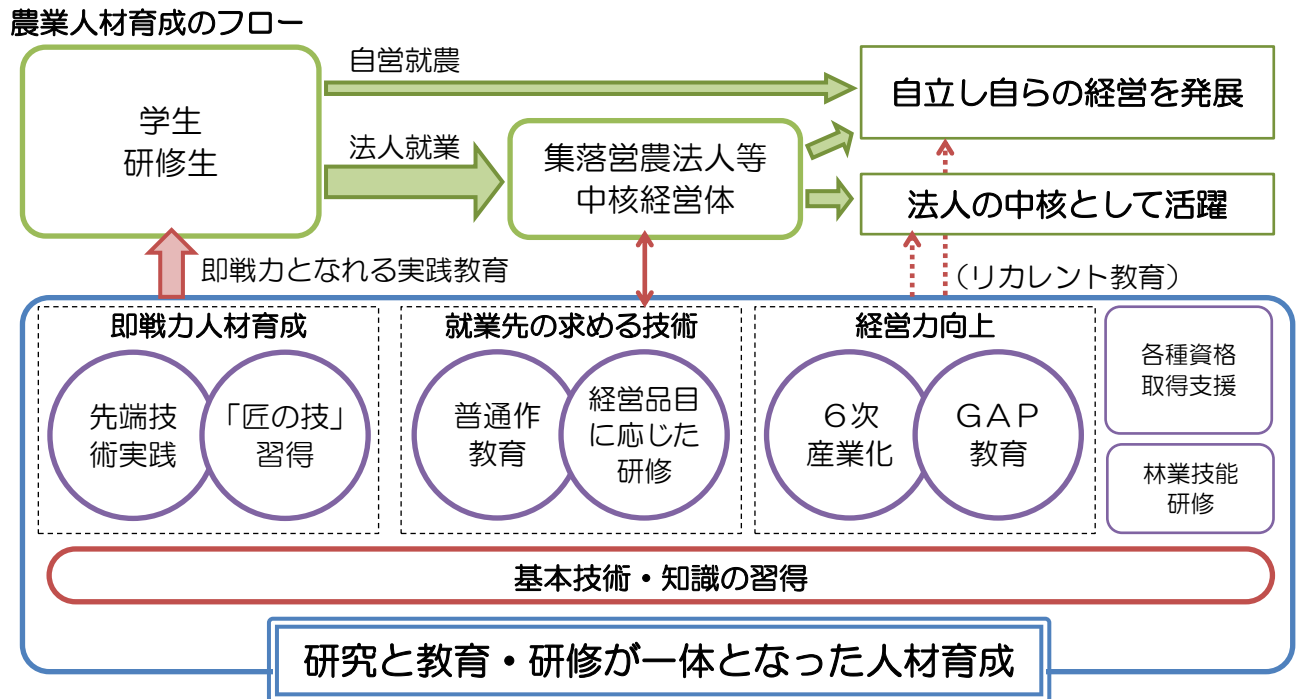 農業人材育成のフロー
学生
研修生
自営就農
法人就業
集落営農法人等
中核経営体
自立し自らの経営を発展
法人の中核として活躍
即戦力となれる実践教育
（リカレント教育）
即戦力人材育成
先端技
術実践
「匠の技」
習得
就業先の求める技術
普通作
教育
経営品目
に応じた
研修
経営力向上
６次
産業化
ＧＡＰ
教育
各種資格
取得支援
林業技能
研修
基本技術・知識の習得
研究と教育・研修が一体となった人材育成